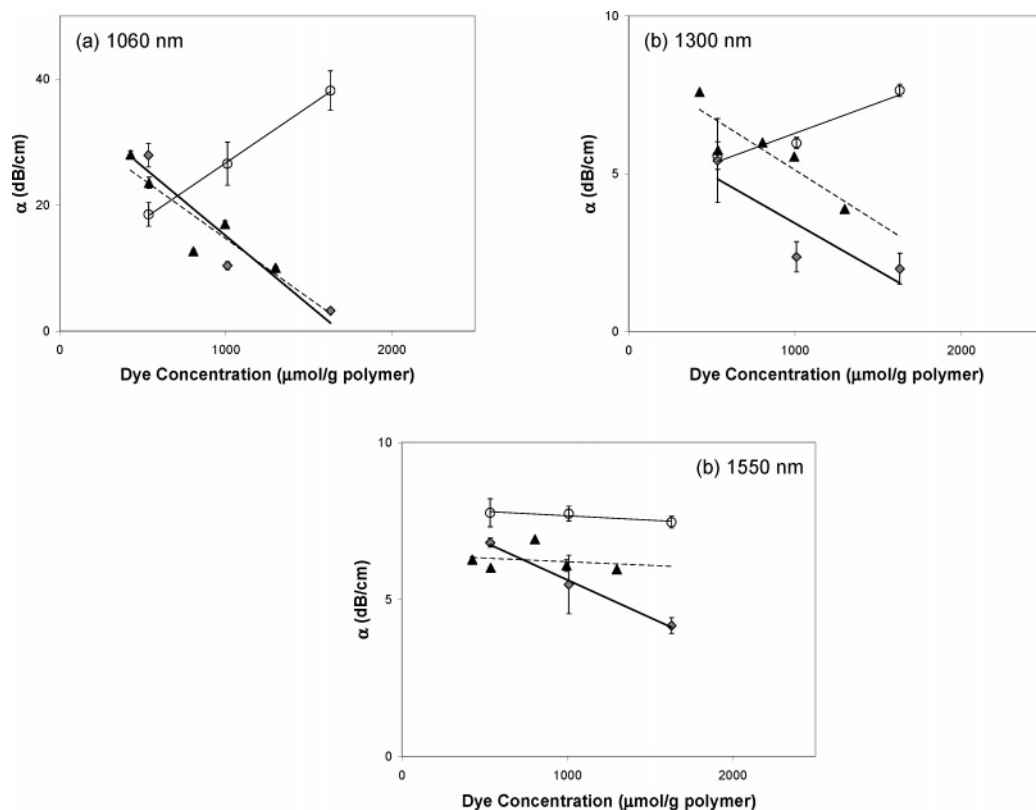 (a) 1060 nm
40
20
0
α (dB/cm)
0 1000 2000
Dye Concentration (μmol/g polymer)
(b) 1300 nm
10
5
0
α (dB/cm)
0 1000 2000
Dye Concentration (μmol/g polymer)
(b) 1550 nm
10
5
0
α (dB/cm)
0 1000 2000
Dye Concentration (μmol/g polymer)